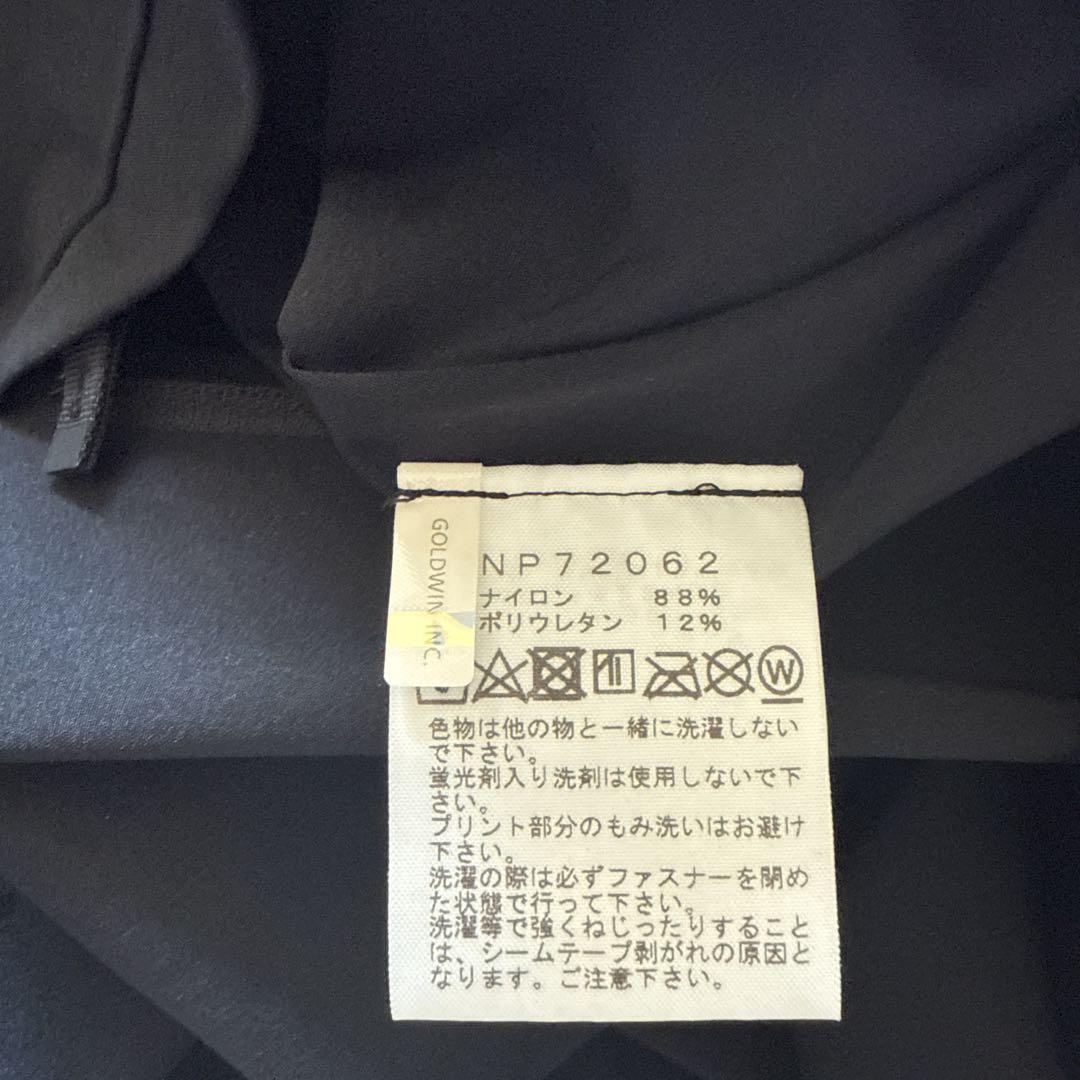 GOLDWIN INC.
NP72062
ナイロン 88%
ポリウレタン 12%
W
色物は他の物と一緒に洗濯しない
で下さい。
蛍光剤入り洗剤は使用しないで下
さい。
プリント部分のもみ洗いはお避け
下さい。
洗濯の際は必ずファスナーを閉め
た状態で行って下さい。
洗濯等で強くねじったりすること
は、シームテープ剥がれの原因と
なります。ご注意下さい。